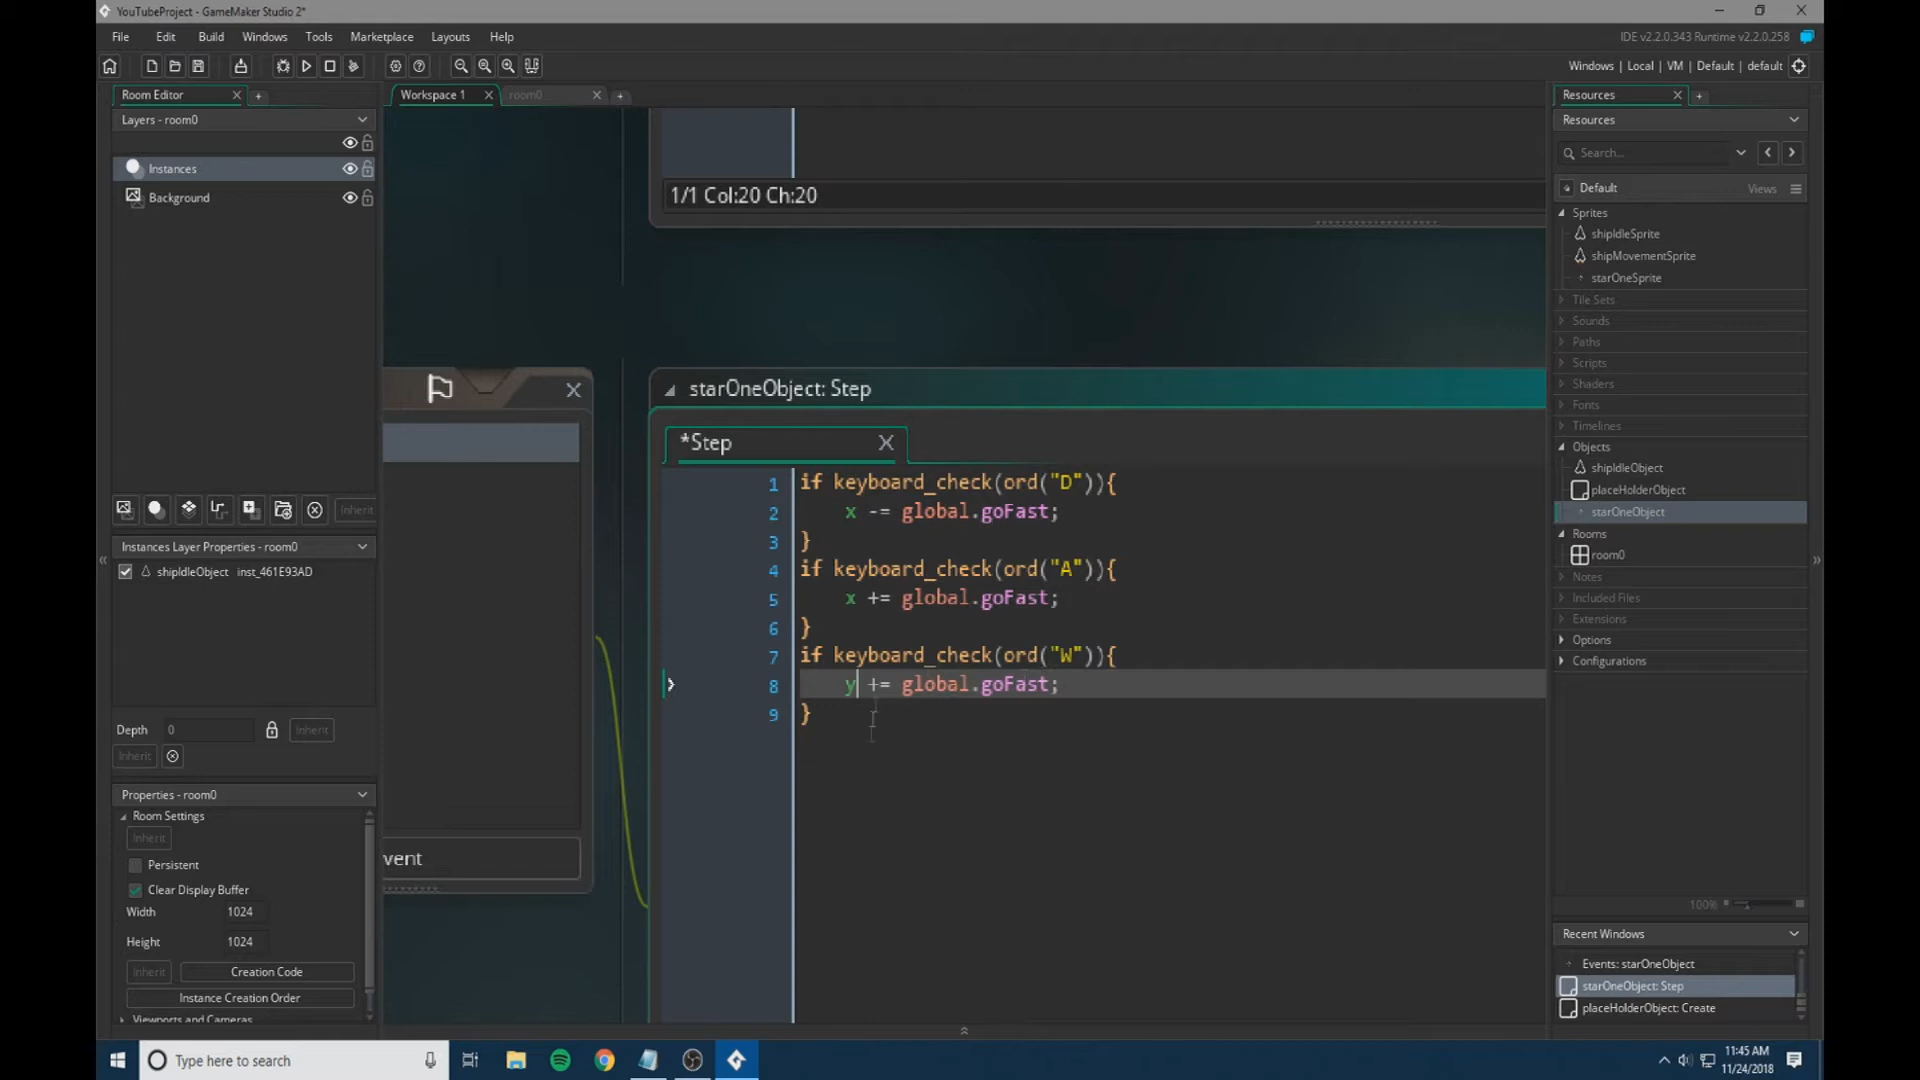 YouTubeProject - GameMaker Studio 2*
File Edit Build Windows Tools Marketplace Layouts Help
IDE v2.2.0.343 Runtime v2.2.0.258
Windows | Local | VM | Default | default
Room Editor
Workspace 1
room0
Resources
Layers - room0
Resources
Instances
Background
Search...
Default
Views
1/1 Col:20 Ch:20
Sprites
shipIdleSprite
shipMovementSprite
starOneSprite
Tile Sets
Sounds
Paths
Scripts
Shaders
Fonts
Timelines
Objects
shipIdleObject
placeHolderObject
starOneObject
Rooms
room0
Notes
Included Files
Extensions
Options
Configurations
starOneObject: Step
*Step
1 if keyboard_check(ord("D")){
2 x -= global.goFast;
3 }
4 if keyboard_check(ord("A")){
5 x += global.goFast;
6 }
7 if keyboard_check(ord("W")){
8 y += global.goFast;
9 }
vent
Inherit
Instances Layer Properties - room0
shipIdleObject inst_461E93AD
Depth 0 Inherit
Inherit
Properties - room0
Room Settings
Inherit
Persistent
Clear Display Buffer
Width 1024
Height 1024
Inherit Creation Code
Instance Creation Order
Viewports and Cameras
100%
Recent Windows
Events: starOneObject
starOneObject: Step
placeHolderObject: Create
Type here to search
11:45 AM
11/24/2018